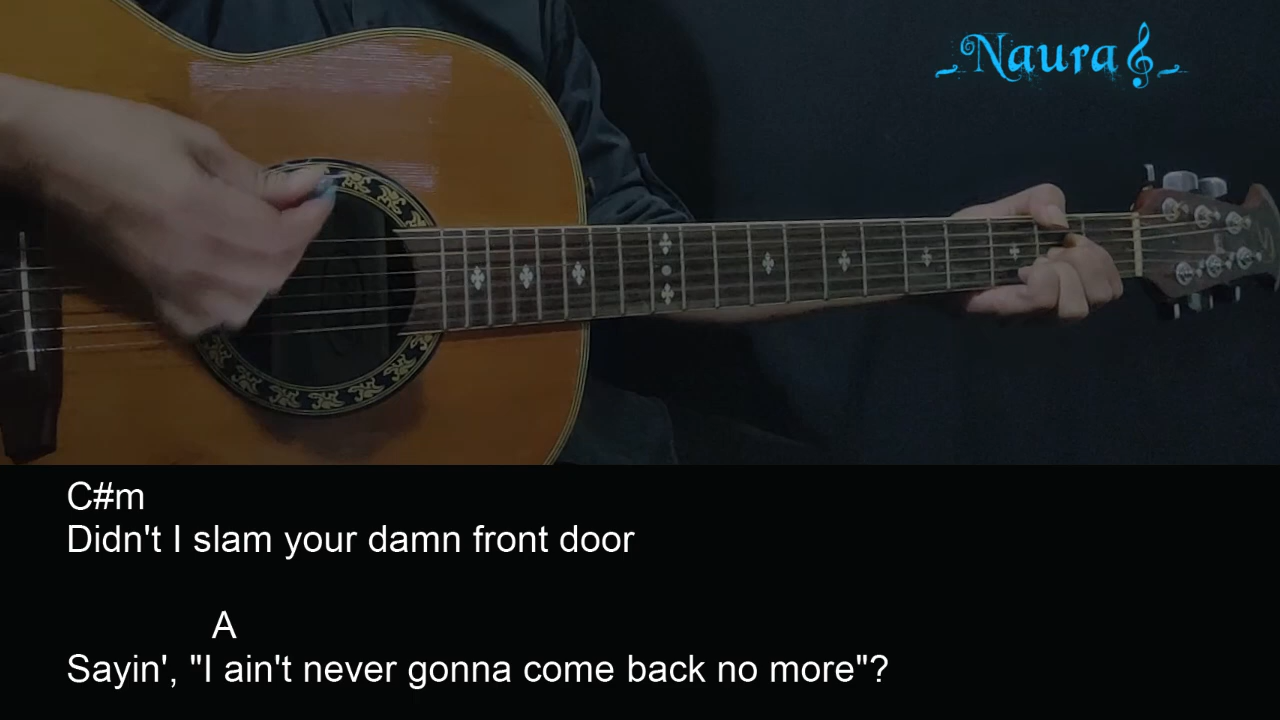 Naura
C#m
Didn't I slam your damn front door
A
Sayin', "I ain't never gonna come back no more"?